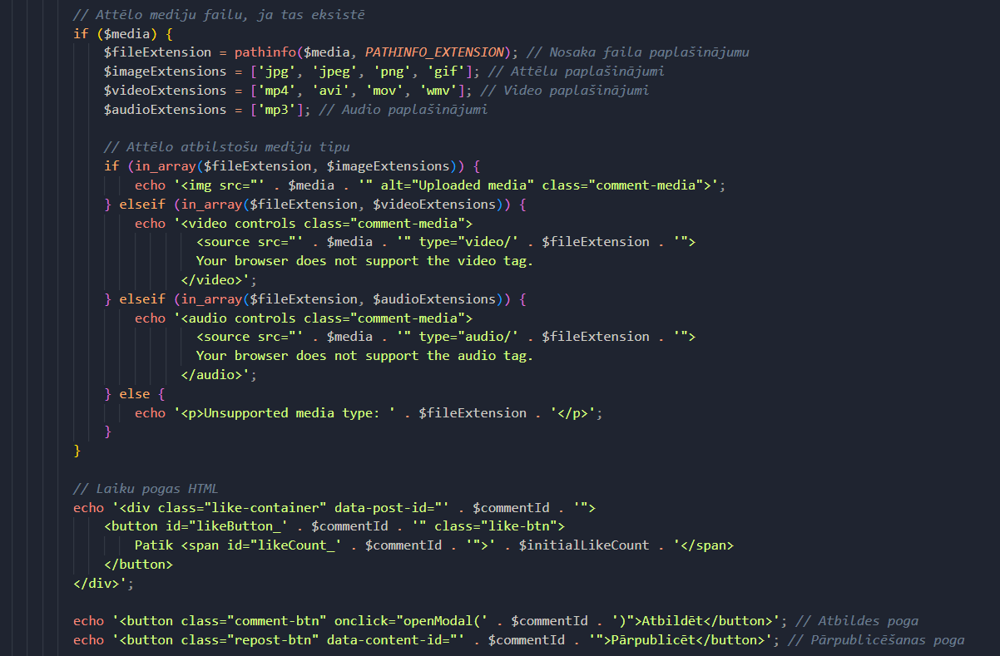 // Attēlo mediju failu, ja tas eksistē
if ($media) {
$fileExtension = pathinfo($media, PATHINFO_EXTENSION); // Nosaka faila paplašinājumu
$imageExtensions = ['jpg', 'jpeg', 'png', 'gif']; // Attēlu paplašinājumi
$videoExtensions = ['mp4', 'avi', 'mov', 'wmv']; // Video paplašinājumi
$audioExtensions = ['mp3']; // Audio paplašinājumi
// Attēlo atbilstošu mediju tipu
if (in_array($fileExtension, $imageExtensions)) {
echo '<img src="' . $media . '" alt="Uploaded media" class="comment-media">';
} elseif (in_array($fileExtension, $videoExtensions)) {
echo '<video controls class="comment-media">
<source src="' . $media . '" type="video/' . $fileExtension . '">
Your browser does not support the video tag.
</video>';
} elseif (in_array($fileExtension, $audioExtensions)) {
echo '<audio controls class="comment-media">
<source src="' . $media . '" type="audio/' . $fileExtension . '">
Your browser does not support the audio tag.
</audio>';
} else {
echo '<p>Unsupported media type: ' . $fileExtension . '</p>';
}
}
// Laiku pogas HTML
echo '<div class="like-container" data-post-id="' . $commentId . '">
<button id="likeButton_' . $commentId . '" class="like-btn">
Patīk <span id="likeCount_' . $commentId . '">' . $initialLikeCount . '</span>
</button>
</div>';
echo '<button class="comment-btn" onclick="openModal(' . $commentId . ')">Atbildēt</button>'; // Atbildes poga
echo '<button class="repost-btn" data-content-id="' . $commentId . '">Pārpublicēt</button>'; // Pārpublicēšanas poga